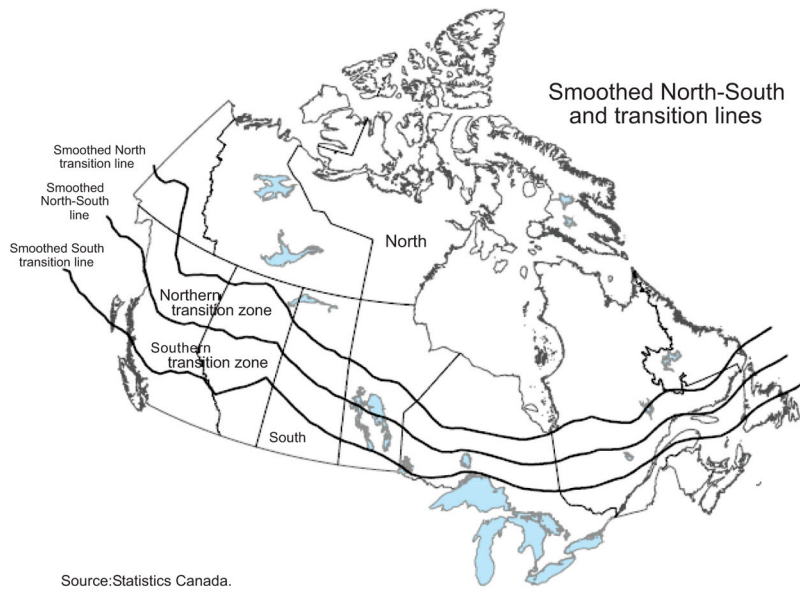 Smoothed North-South
and transition lines
Smoothed North
transition line
Smoothed
North-South
line
Smoothed South
transition line
North
Northern
transition zone
Southern
transition zone
South
Source:Statistics Canada.